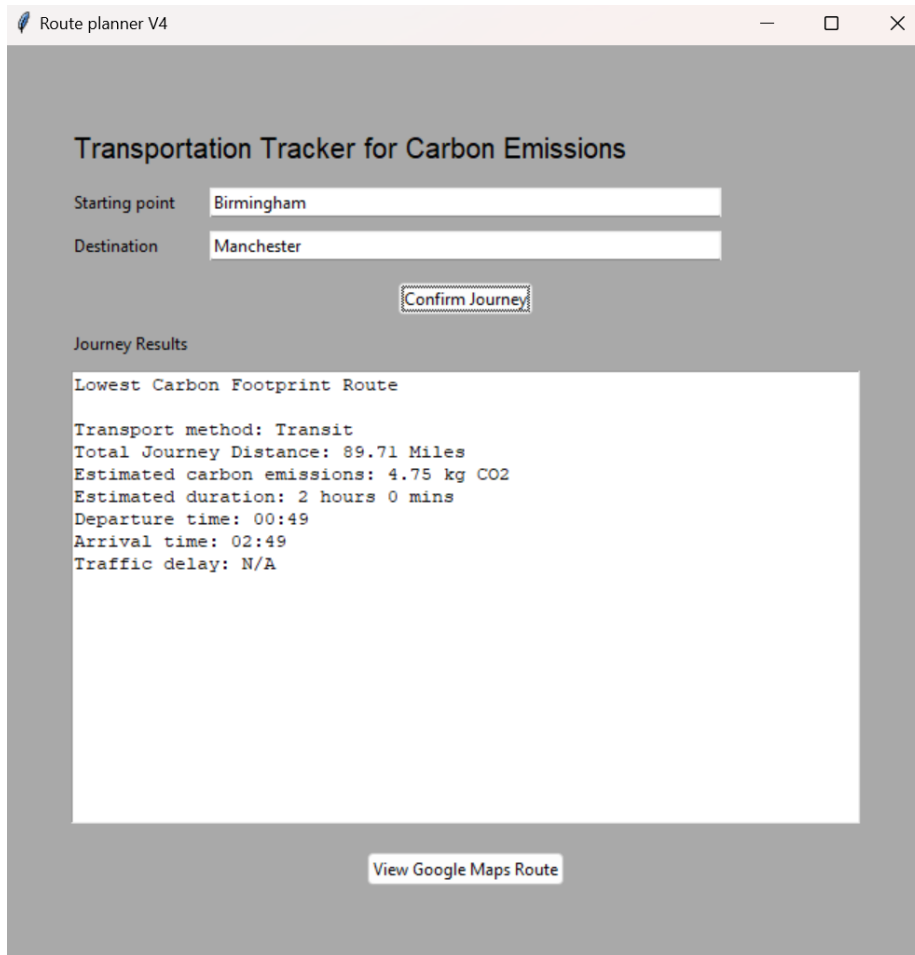 Route planner V4
Transportation Tracker for Carbon Emissions
Starting point Birmingham
Destination Manchester
Confirm Journey
Journey Results
Lowest Carbon Footprint Route
Transport method: Transit
Total Journey Distance: 89.71 Miles
Estimated carbon emissions: 4.75 kg CO2
Estimated duration: 2 hours 0 mins
Departure time: 00:49
Arrival time: 02:49
Traffic delay: N/A
View Google Maps Route